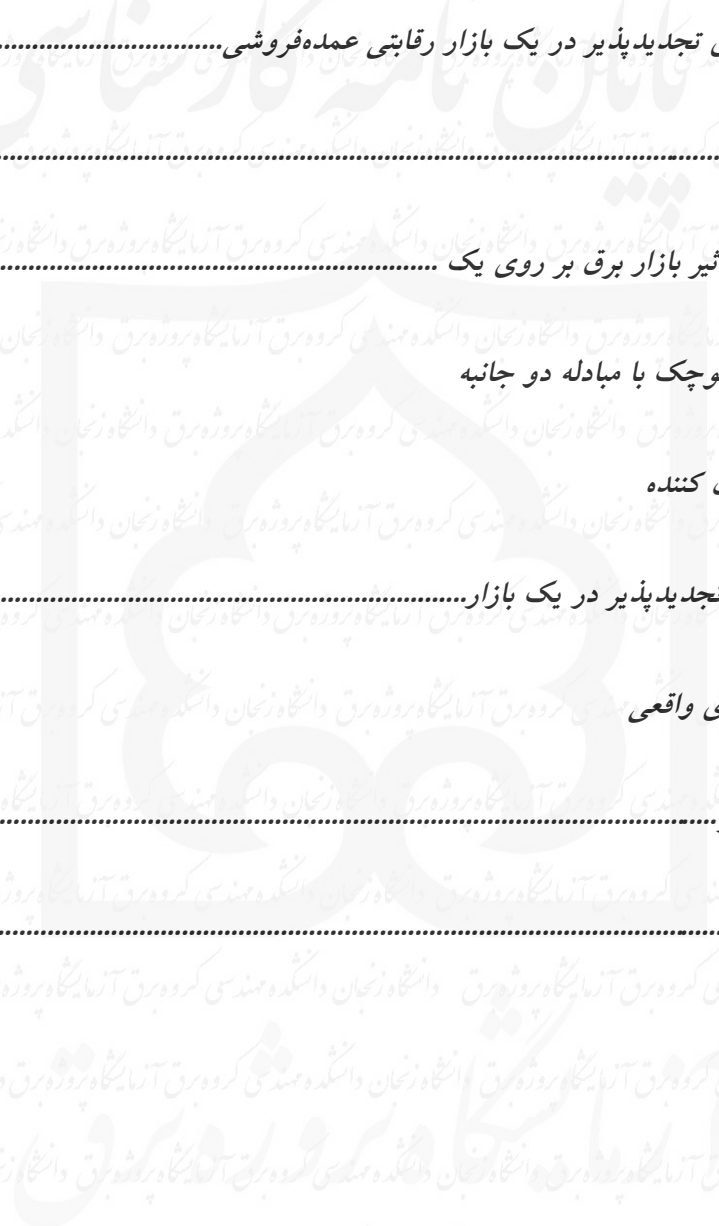 تجدیدپذیر در یک بازار رقابتی عمده‌فروشی................................
................................................................................
ثیر بازار برق بر روی یک ................................................
وچک با مبادله دو جانبه
کننده
تجدیدپذیر در یک بازار................................................................
ی واقعی
................................................................................
................................................................................